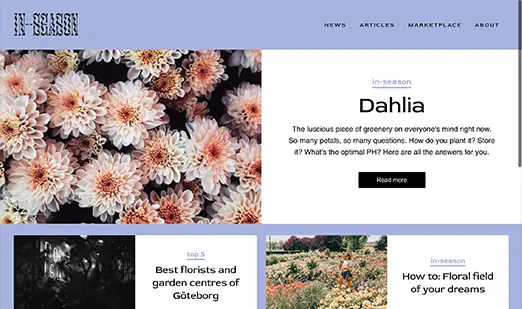 IN-SEASON
NEWS ARTICLES MARKETPLACE ABOUT
in-season
Dahlia
The luscious piece of greenery on everyone's mind right now.
So many petals, so many questions. How do you plant it? Store
it? What's the optimal PH? Here are all the answers for you.
Read more
top 5
Best florists and
garden centres of
Göteborg
in-season
How to: Floral field
of your dreams